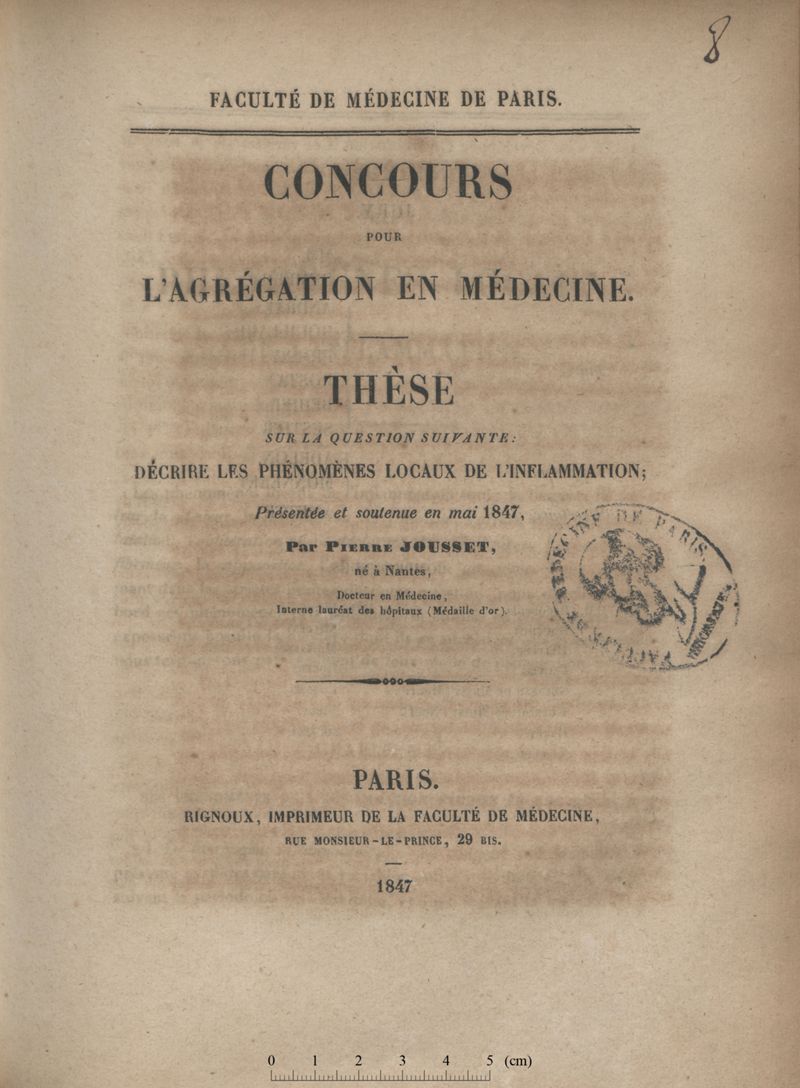 8
FACULTÉ DE MÉDECINE DE PARIS.
CONCOURS
POUR
L'AGRÉGATION EN MÉDECINE.
THÈSE
SUR LA QUESTION SUIVANTE:
DÉCRIRE LES PHÉNOMÈNES LOCAUX DE L'INFLAMMATION;
Présentée et soutenue en mai 1847,
Par PIERRE JOUSSET,
né à Nantes,
Docteur en Médecine,
Interne lauréat des hôpitaux (Médaille d'or).
DE PARIS
PARIS.
RIGNOUX, IMPRIMEUR DE LA FACULTÉ DE MÉDECINE,
RUE MONSIEUR-LE-PRINCE, 29 BIS.
1847
0 1 2 3 4 5 (cm)